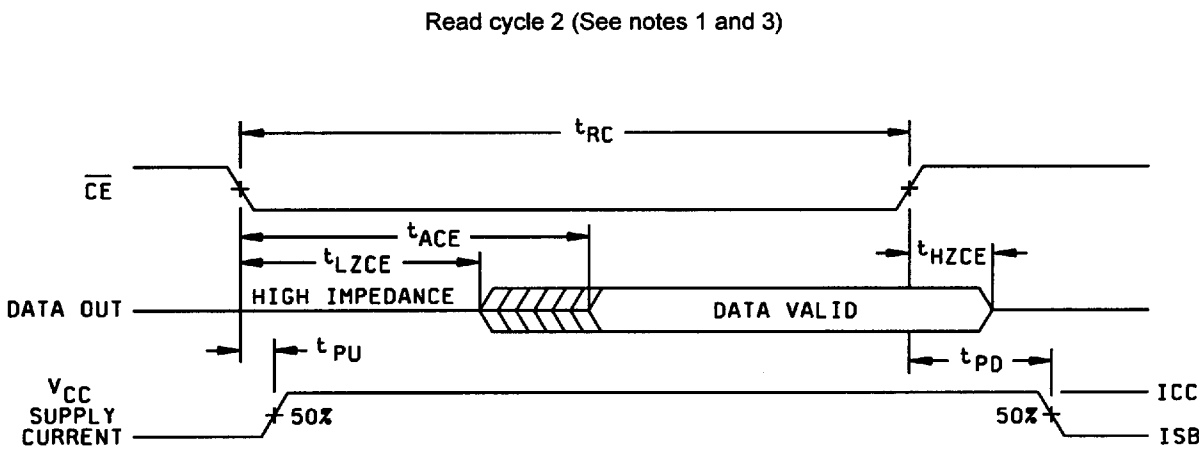 Read cycle 2 (See notes 1 and 3)
tRC
CE
tACE
tLZCE
tHZCE
HIGH IMPEDANCE
DATA OUT
DATA VALID
tPU
tPD
VCC
SUPPLY
CURRENT
50%
50%
ICC
ISB